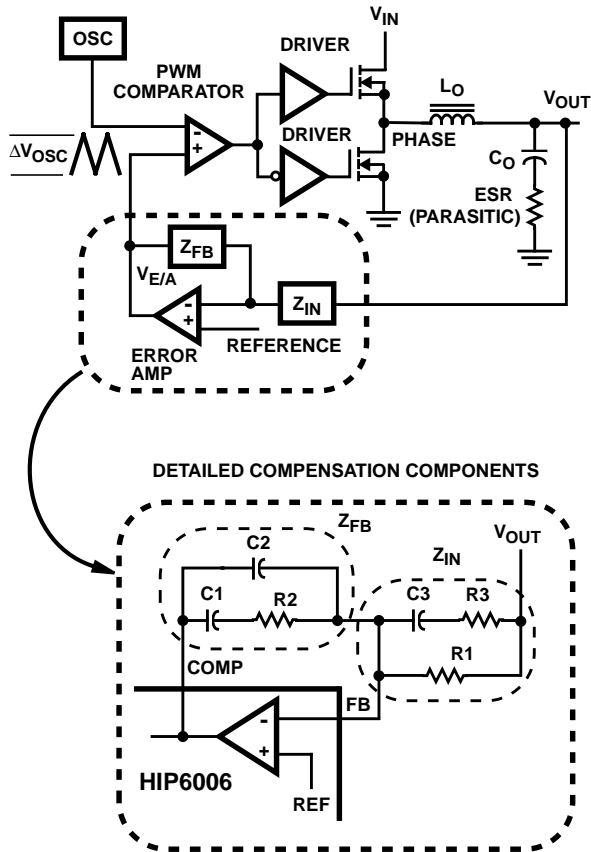 V_IN
OSC
DRIVER
PWM
COMPARATOR
L_O
V_OUT
-
+
DRIVER
PHASE
ΔV_OSC
C_O
ESR
(PARASITIC)
Z_FB
V_E/A
-
+
Z_IN
REFERENCE
ERROR
AMP
DETAILED COMPENSATION COMPONENTS
Z_FB
V_OUT
C2
Z_IN
C1
R2
C3
R3
R1
COMP
FB
-
+
HIP6006
REF